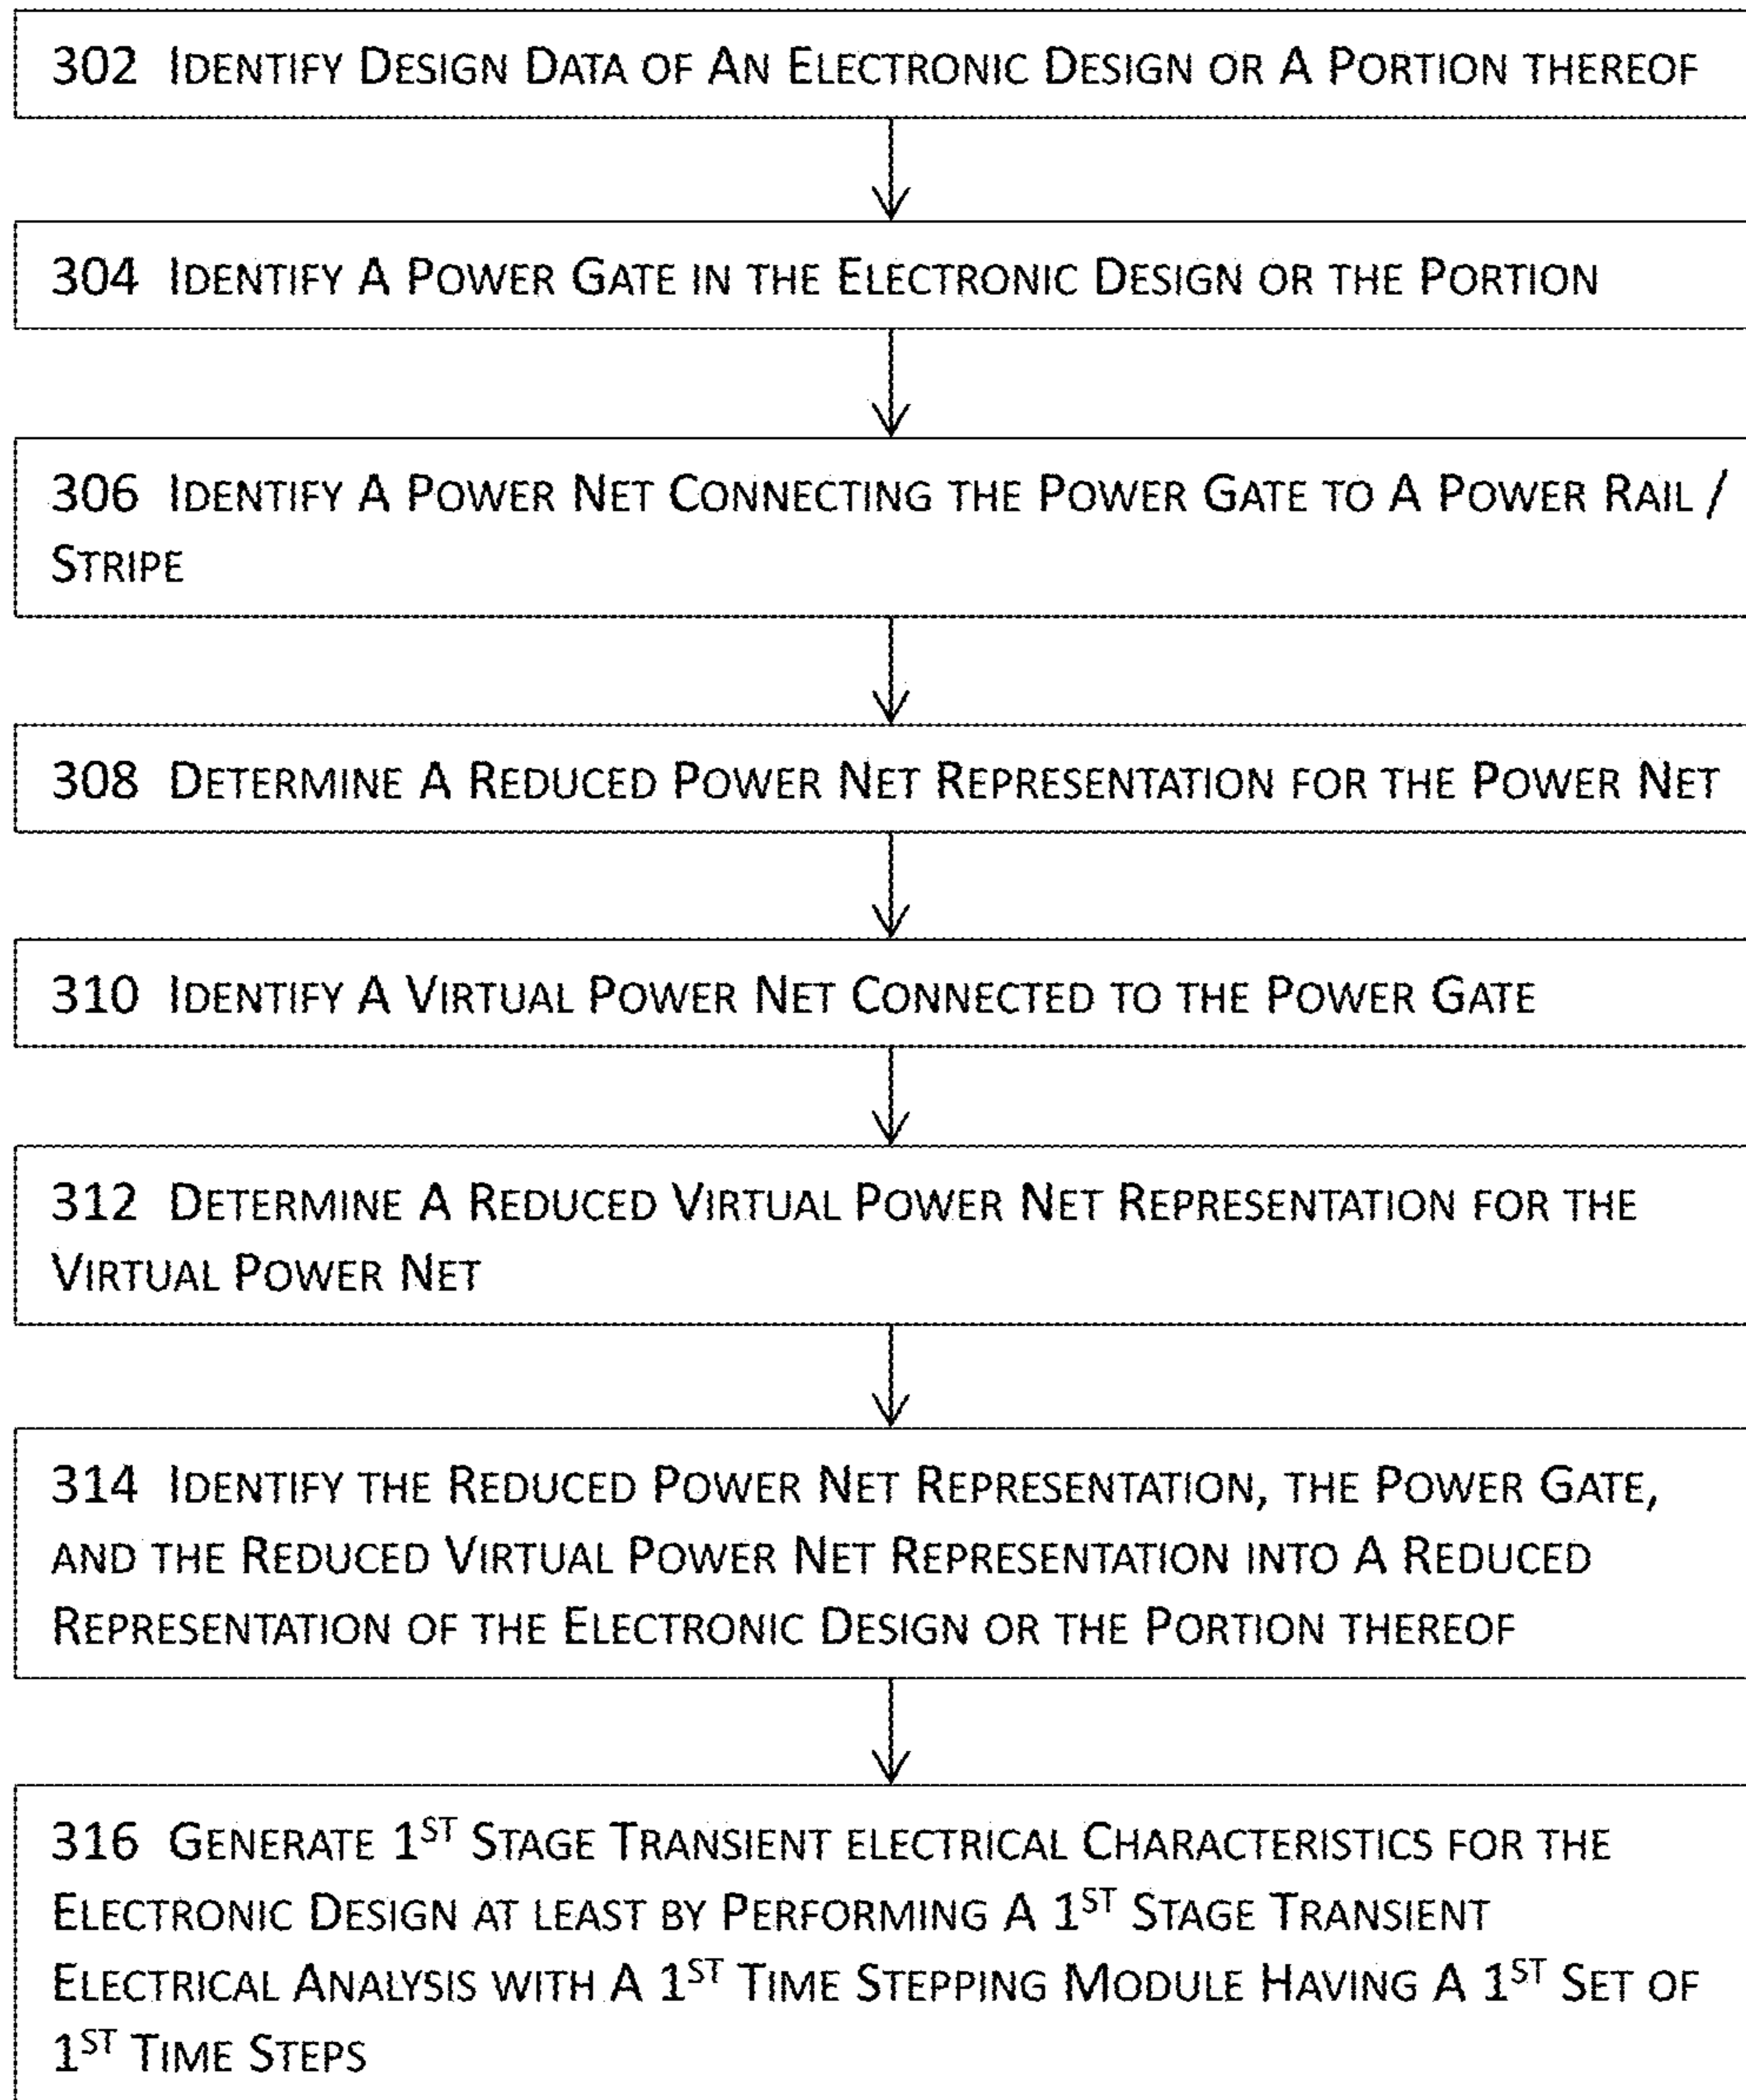 302 IDENTIFY DESIGN DATA OF AN ELECTRONIC DESIGN OR A PORTION THEREOF
304 IDENTIFY A POWER GATE IN THE ELECTRONIC DESIGN OR THE PORTION
306 IDENTIFY A POWER NET CONNECTING THE POWER GATE TO A POWER RAIL /
STRIPE
308 DETERMINE A REDUCED POWER NET REPRESENTATION FOR THE POWER NET
310 IDENTIFY A VIRTUAL POWER NET CONNECTED TO THE POWER GATE
312 DETERMINE A REDUCED VIRTUAL POWER NET REPRESENTATION FOR THE
VIRTUAL POWER NET
314 IDENTIFY THE REDUCED POWER NET REPRESENTATION, THE POWER GATE,
AND THE REDUCED VIRTUAL POWER NET REPRESENTATION INTO A REDUCED
REPRESENTATION OF THE ELECTRONIC DESIGN OR THE PORTION THEREOF
316 GENERATE 1ST STAGE TRANSIENT ELECTRICAL CHARACTERISTICS FOR THE
ELECTRONIC DESIGN AT LEAST BY PERFORMING A 1ST STAGE TRANSIENT
ELECTRICAL ANALYSIS WITH A 1ST TIME STEPPING MODULE HAVING A 1ST SET OF
1ST TIME STEPS